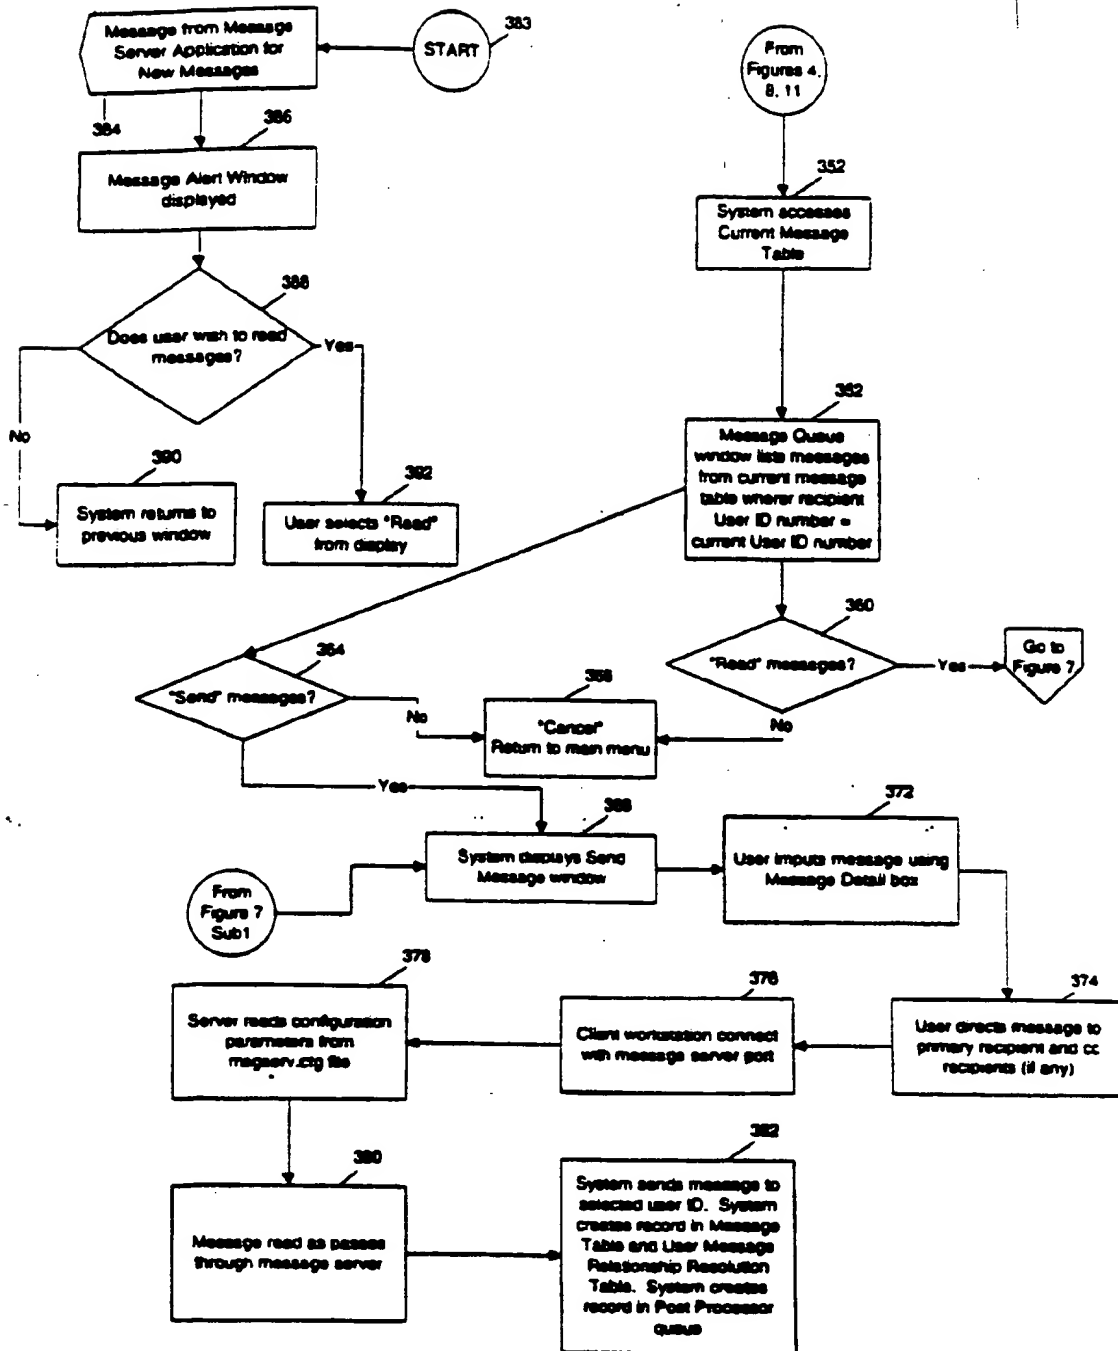 Message from Message
Server Application for
New Messages
START
383
384
386
Message Alert Window
displayed
388
Does user wish to read
messages?
Yes
No
390
System returns to
previous window
392
User selects "Read"
from display
From
Figures 4,
8, 11
352
System accesses
Current Message
Table
352
Message Queue
window lists messages
from current message
table wherer recipient
User ID number =
current User ID number
360
"Read" messages?
Yes
Go to
Figure 7
No
364
"Send" messages?
No
"Cancel"
Return to main menu
Yes
368
System displays Send
Message window
From
Figure 7
Sub1
372
User imputs message using
Message Detail box
374
User directs message to
primary recipient and cc
recipients (if any)
376
Client workstation connect
with message server port
378
Server reads configuration
parameters from
file
380
Message read as passes
through message server
382
System sends message to
selected user ID. System
creates record in Message
Table and User Message
Relationship Resolution
Table. System creates
record in Post Processor
queue